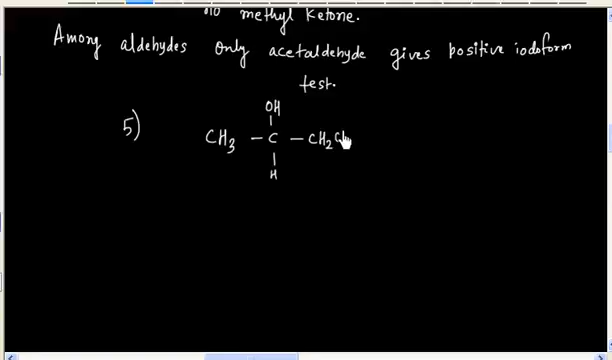 methyl Ketone.
Among aldehydes only acetaldehyde gives positive iodoform
test.
OH
5) CH3 — C — CH2
H